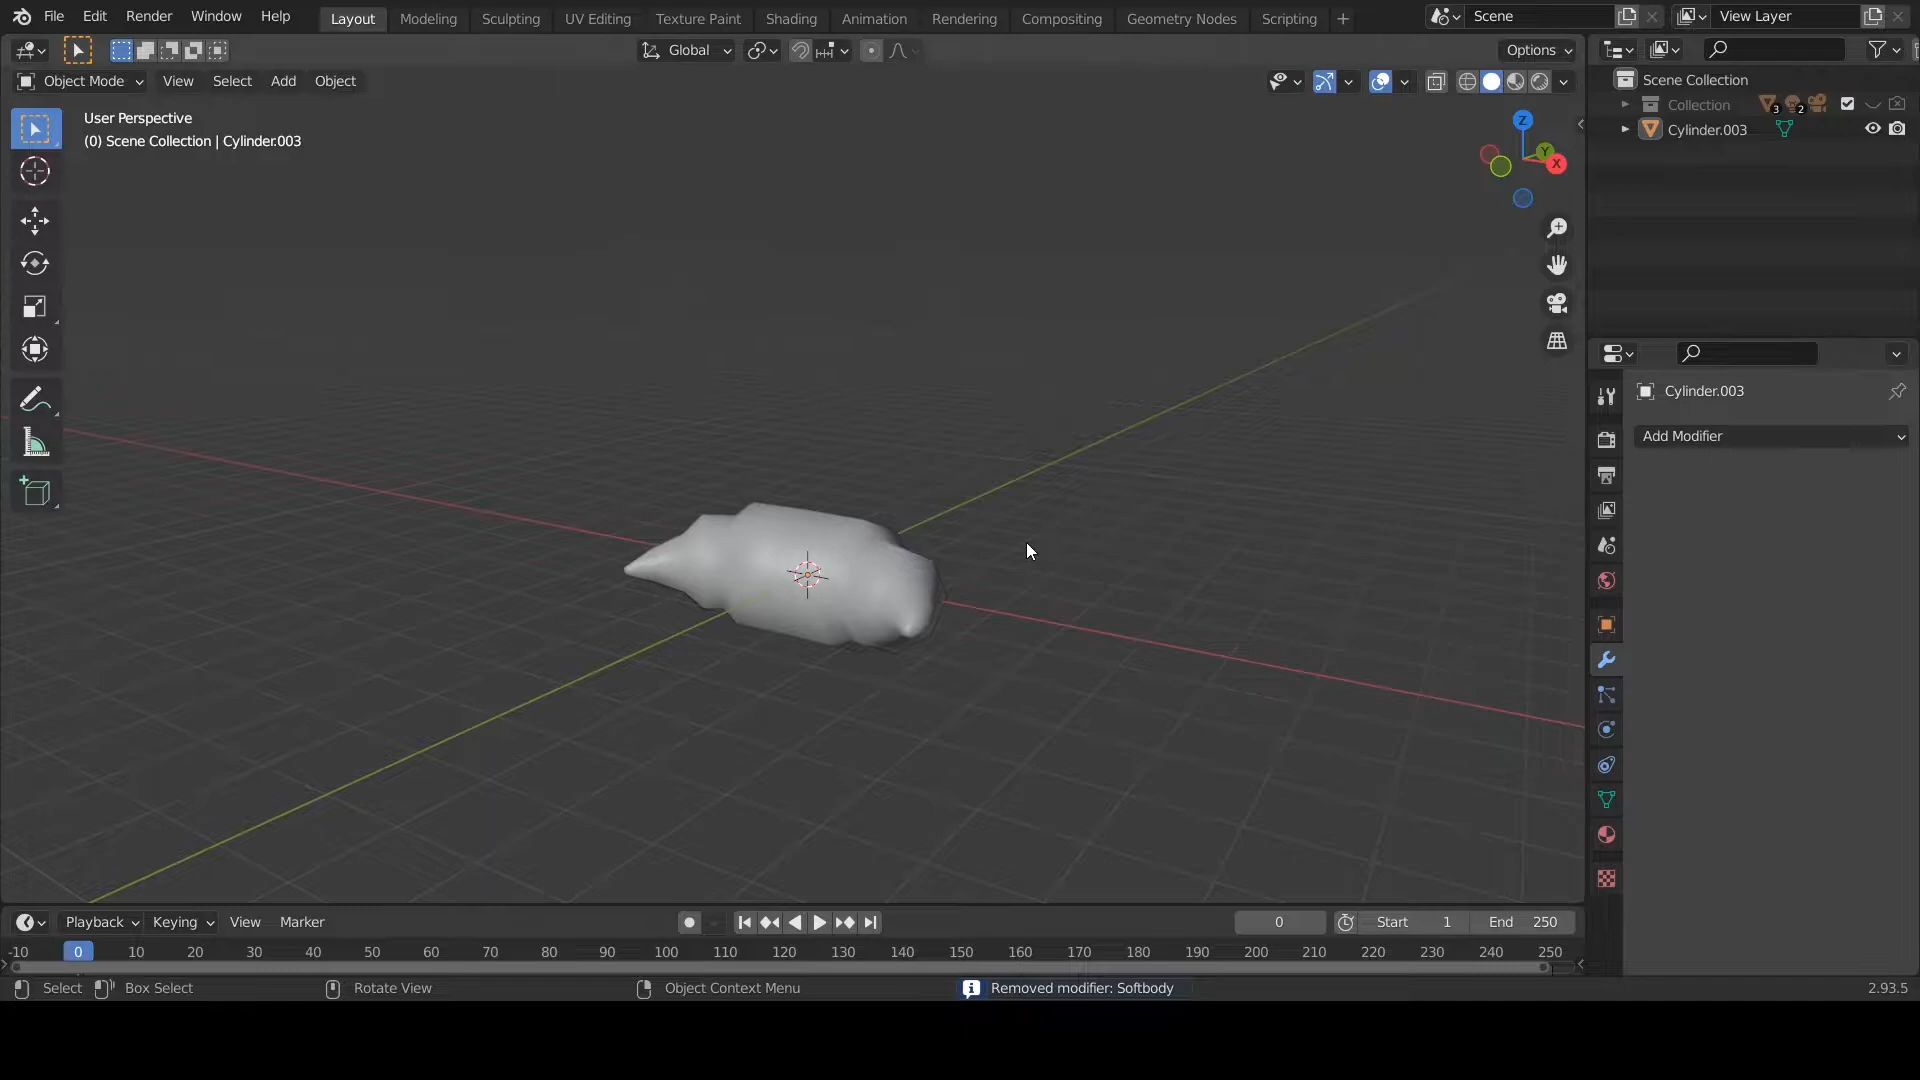 File Edit Render Window Help Layout Modeling Sculpting UV Editing Texture Paint Shading Animation Rendering Compositing Geometry Nodes Scripting + Scene View Layer
Global Options
Object Mode View Select Add Object
User Perspective
(0) Scene Collection | Cylinder.003
Z
Y
X
Scene Collection
Collection 3 2
Cylinder.003
Cylinder.003
Add Modifier
Playback Keying View Marker 0 Start 1 End 250
-10 0 10 20 30 40 50 60 70 80 90 100 110 120 130 140 150 160 170 180 190 200 210 220 230 240 250
Select Box Select Rotate View Object Context Menu Removed modifier: Softbody 2.93.5